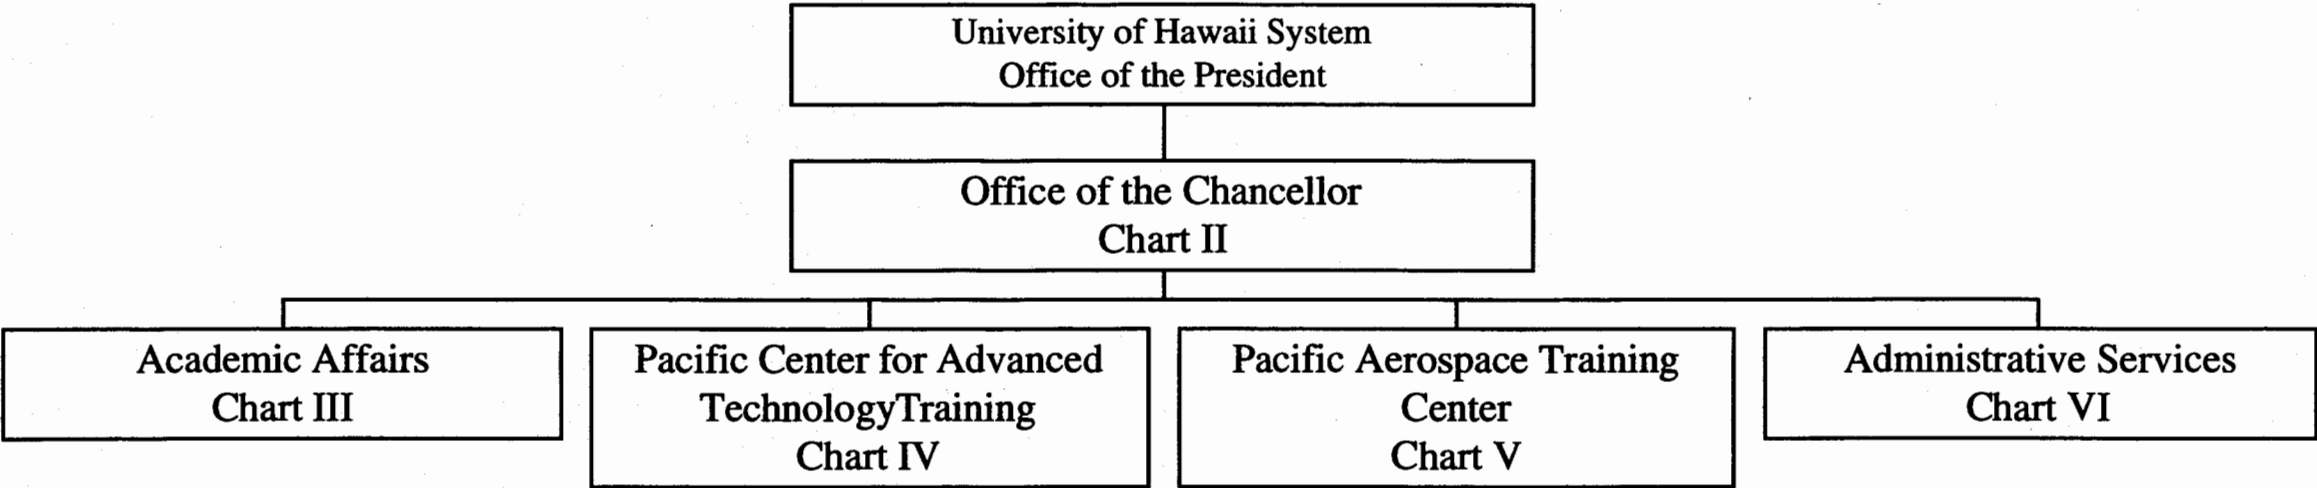 University of Hawaii System
Office of the President
Office of the Chancellor
Chart II
Academic Affairs
Chart III
Pacific Center for Advanced
TechnologyTraining
Chart IV
Pacific Aerospace Training
Center
Chart V
Administrative Services
Chart VI